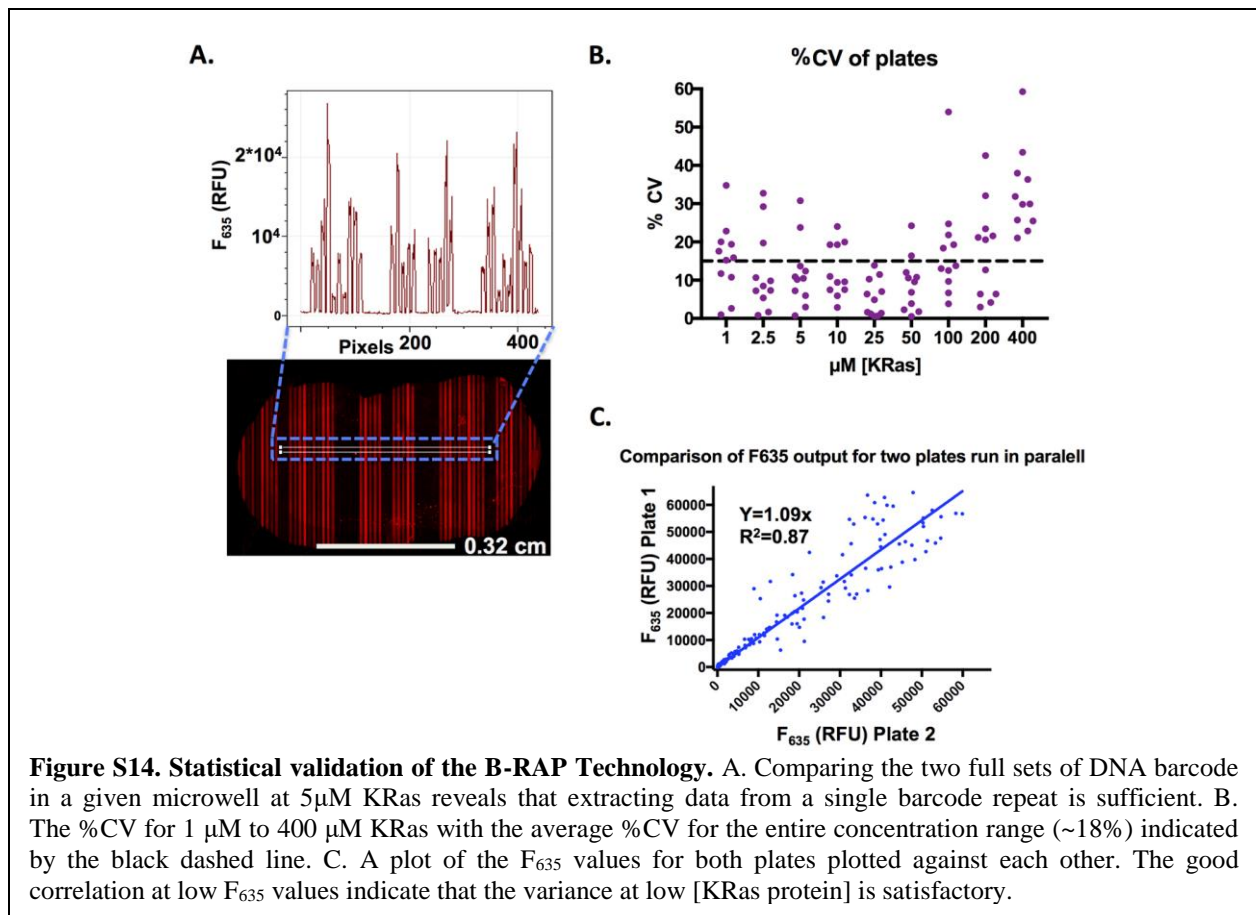 A.
F635 (RFU)
2*10⁴
10⁴
0
Pixels 200 400
0.32 cm
B.
%CV of plates
% CV
60
50
40
30
20
10
0
1 2.5 5 10 25 50 100 200 400
µM [KRas]
C.
Comparison of F635 output for two plates run in paralell
F₆₃₅ (RFU) Plate 1
60000
50000
40000
30000
20000
10000
0
Y=1.09x
R²=0.87
0 10000 20000 30000 40000 50000 60000
F₆₃₅ (RFU) Plate 2
Figure S14. Statistical validation of the B-RAP Technology. A. Comparing the two full sets of DNA barcode
in a given microwell at 5µM KRas reveals that extracting data from a single barcode repeat is sufficient. B.
The %CV for 1 µM to 400 µM KRas with the average %CV for the entire concentration range (~18%) indicated
by the black dashed line. C. A plot of the F₆₃₅ values for both plates plotted against each other. The good
correlation at low F₆₃₅ values indicate that the variance at low [KRas protein] is satisfactory.